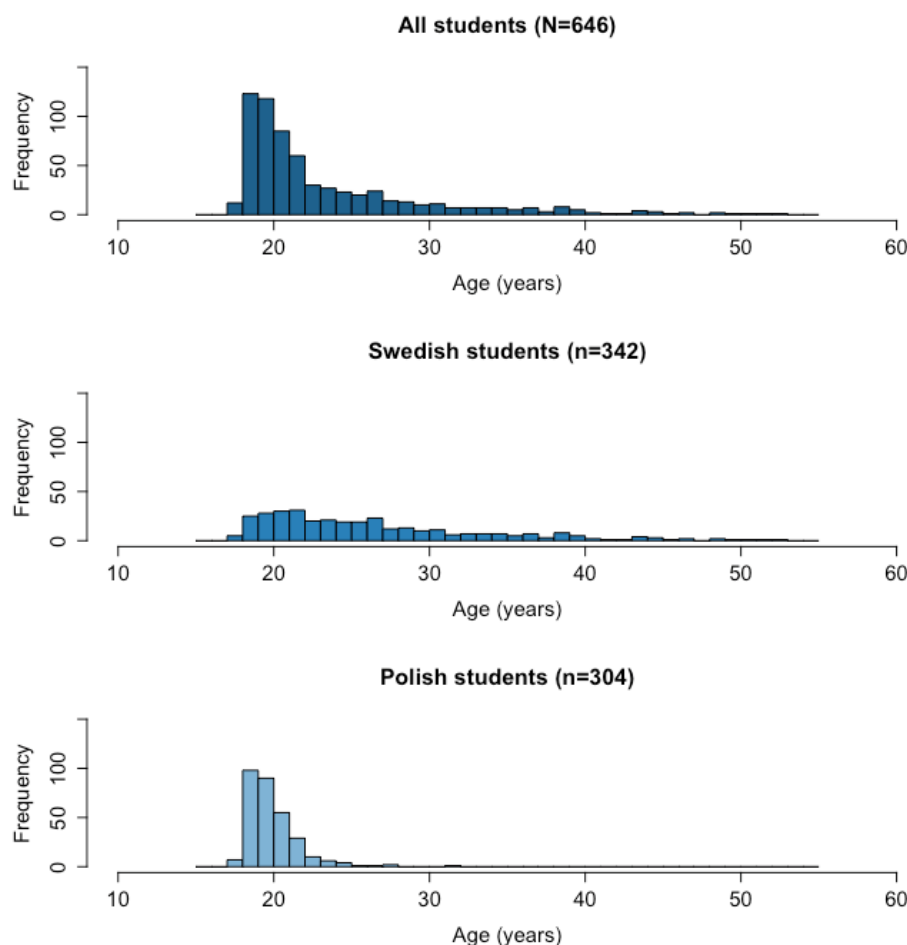 All students (N=646)
Frequency
0 50 100
10 20 30 40 50 60
Age (years)
Swedish students (n=342)
Frequency
0 50 100
10 20 30 40 50 60
Age (years)
Polish students (n=304)
Frequency
0 50 100
10 20 30 40 50 60
Age (years)